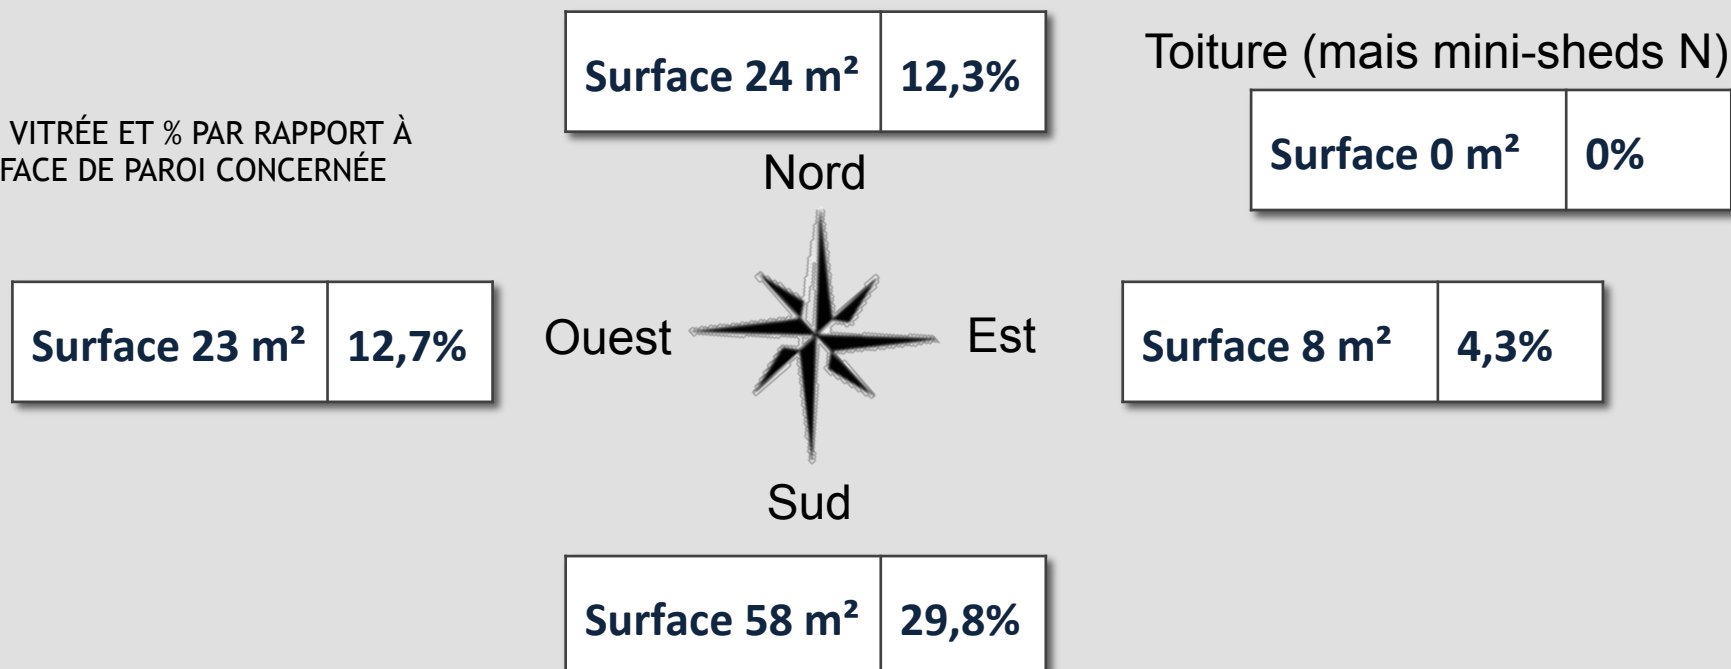 Surface 24 m² 12,3%
Toiture (mais mini-sheds N)
VITRÉE ET % PAR RAPPORT À
FACE DE PAROI CONCERNÉE
Surface 0 m² 0%
Nord
Surface 23 m² 12,7%
Ouest
Est
Surface 8 m² 4,3%
Sud
Surface 58 m² 29,8%